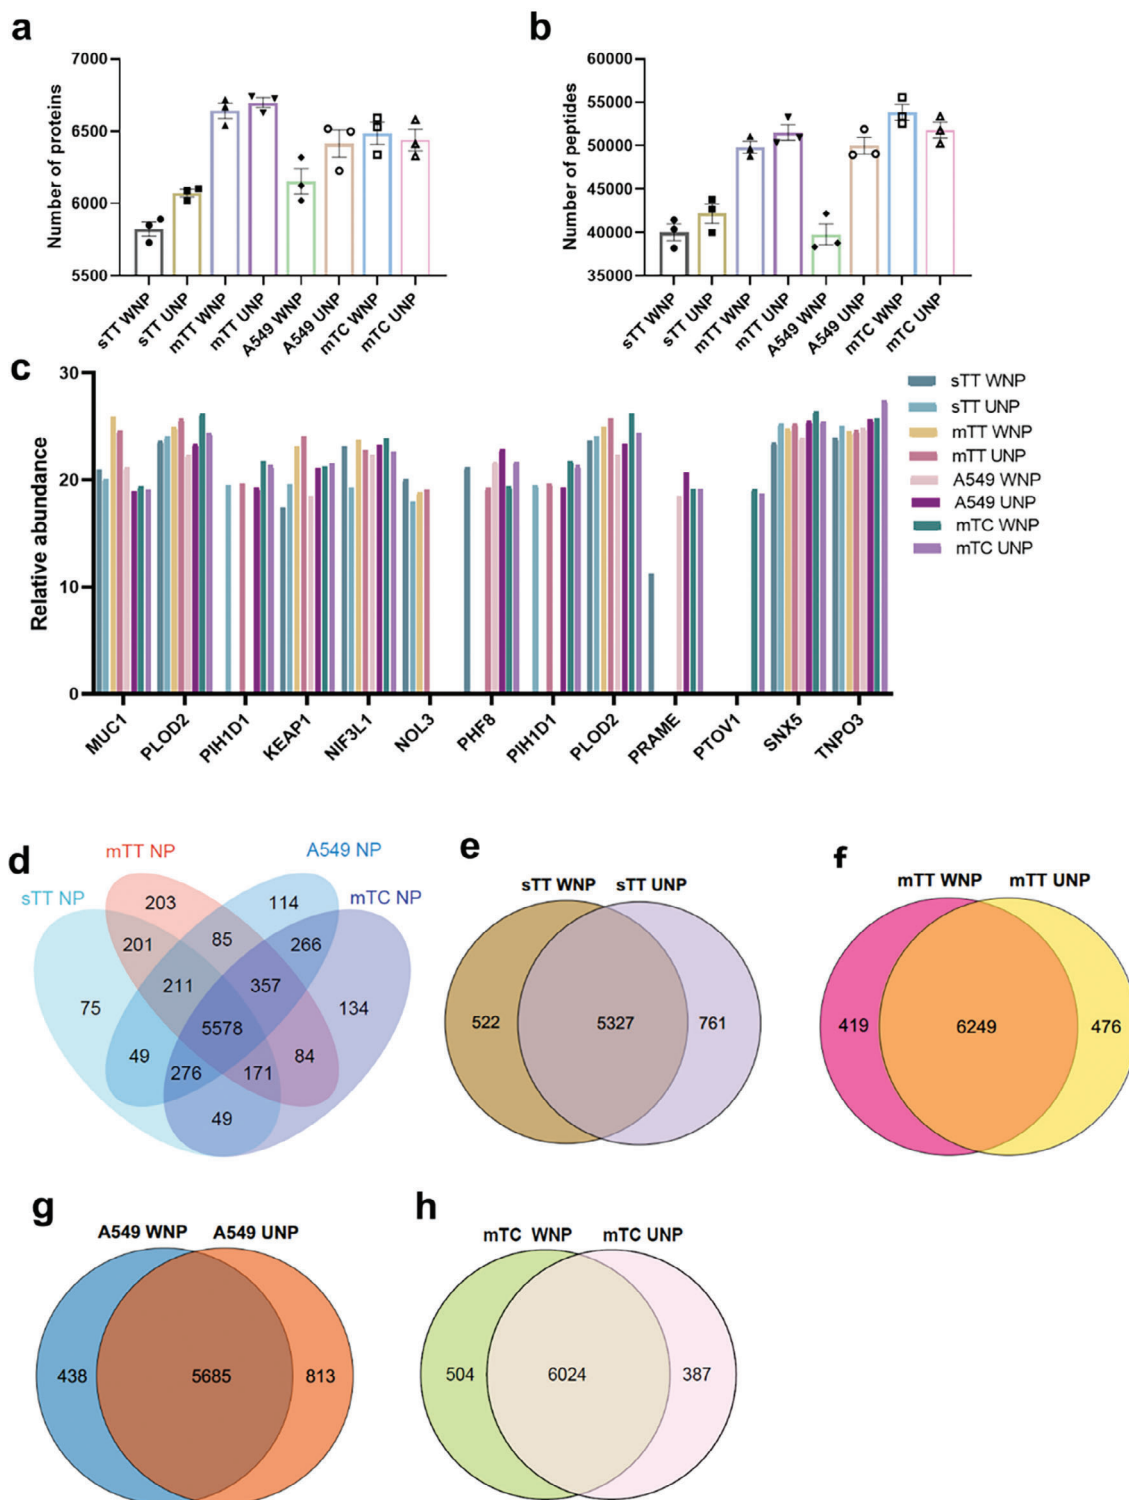 a
Number of proteins
7000
6500
6000
5500
sTT WNP
sTT UNP
mTT WNP
mTT UNP
A549 WNP
A549 UNP
mTC WNP
mTC UNP
b
Number of peptides
60000
55000
50000
45000
40000
35000
sTT WNP
sTT UNP
mTT WNP
mTT UNP
A549 WNP
A549 UNP
mTC WNP
mTC UNP
c
Relative abundance
30
20
10
0
MUC1
PLOD2
PIH1D1
KEAP1
NIF3L1
NOL3
PHF8
PIH1D1
PLOD2
PRAME
PTOV1
SNX5
TNPO3
sTT WNP
sTT UNP
mTT WNP
mTT UNP
A549 WNP
A549 UNP
mTC WNP
mTC UNP
d
mTT NP
A549 NP
sTT NP
mTC NP
203
114
201
85
266
75
211
357
134
5578
49
84
276
171
49
e
sTT WNP
sTT UNP
522
5327
761
f
mTT WNP
mTT UNP
419
6249
476
g
A549 WNP
A549 UNP
438
5685
813
h
mTC WNP
mTC UNP
504
6024
387